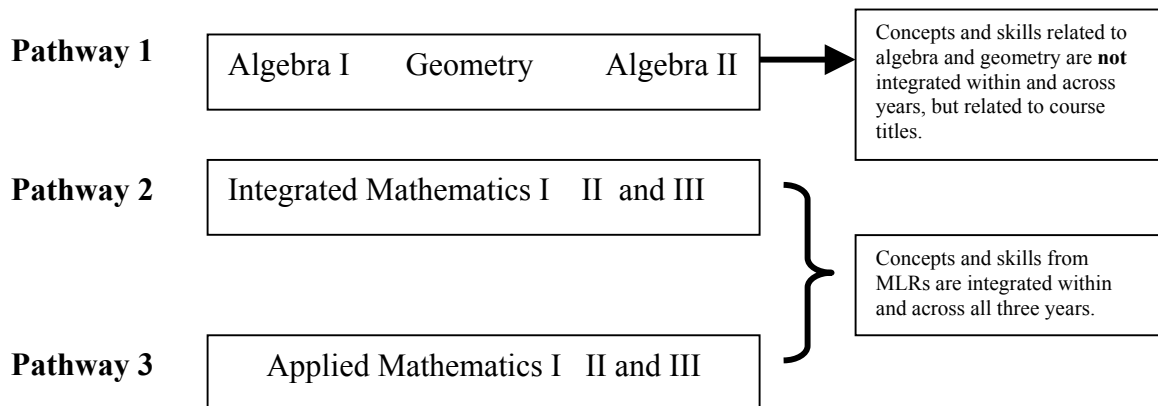 Pathway 1
Algebra I Geometry Algebra II
Concepts and skills related to
algebra and geometry are not
integrated within and across
years, but related to course
titles.
Pathway 2
Integrated Mathematics I II and III
Concepts and skills from
MLRs are integrated within
and across all three years.
Pathway 3
Applied Mathematics I II and III